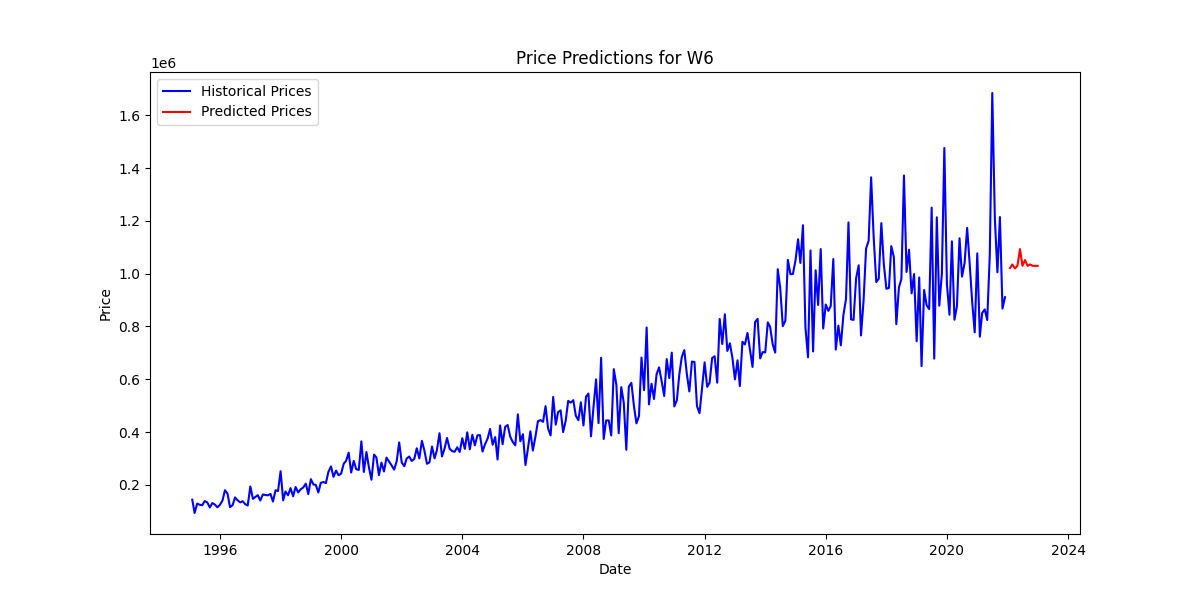 Price Predictions for W6
1e6
Historical Prices
Predicted Prices
1.6
1.4
1.2
1.0
0.8
0.6
0.4
0.2
Price
1996 2000 2004 2008 2012 2016 2020 2024
Date